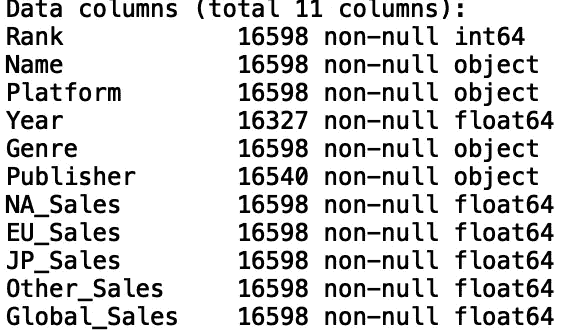 Data columns (total 11 columns):
Rank             16598 non-null int64
Name             16598 non-null object
Platform         16598 non-null object
Year             16327 non-null float64
Genre            16598 non-null object
Publisher        16540 non-null object
NA_Sales         16598 non-null float64
EU_Sales         16598 non-null float64
JP_Sales         16598 non-null float64
Other_Sales      16598 non-null float64
Global_Sales     16598 non-null float64